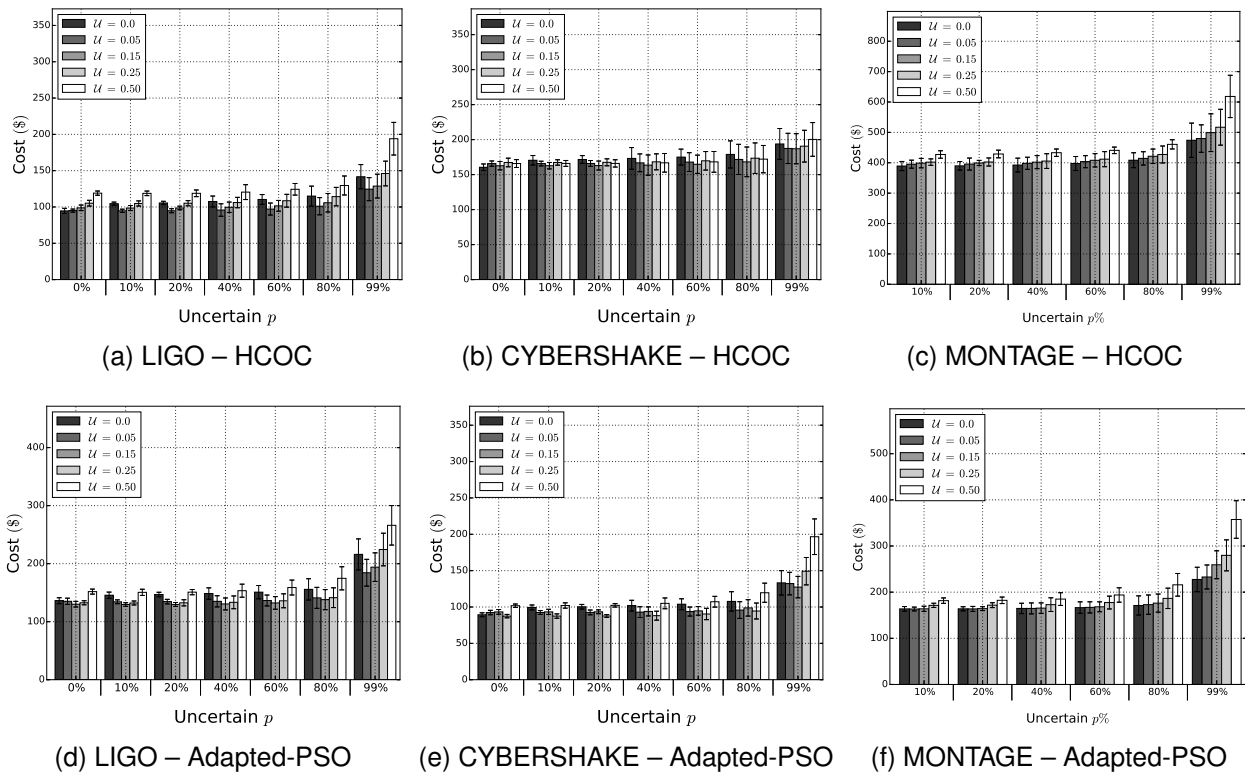 350
300
250
200
150
100
50
0
Cost ($)
𝒰 = 0.0
𝒰 = 0.05
𝒰 = 0.15
𝒰 = 0.25
𝒰 = 0.50
0% 10% 20% 40% 60% 80% 99%
Uncertain p
(a) LIGO – HCOC
350
300
250
200
150
100
50
0
Cost ($)
𝒰 = 0.0
𝒰 = 0.05
𝒰 = 0.15
𝒰 = 0.25
𝒰 = 0.50
0% 10% 20% 40% 60% 80% 99%
Uncertain p
(b) CYBERSHAKE – HCOC
800
700
600
500
400
300
200
100
0
Cost ($)
𝒰 = 0.0
𝒰 = 0.05
𝒰 = 0.15
𝒰 = 0.25
𝒰 = 0.50
10% 20% 40% 60% 80% 99%
Uncertain p%
(c) MONTAGE – HCOC
400
300
200
100
0
Cost ($)
𝒰 = 0.0
𝒰 = 0.05
𝒰 = 0.15
𝒰 = 0.25
𝒰 = 0.50
0% 10% 20% 40% 60% 80% 99%
Uncertain p
(d) LIGO – Adapted-PSO
350
300
250
200
150
100
50
0
Cost ($)
𝒰 = 0.0
𝒰 = 0.05
𝒰 = 0.15
𝒰 = 0.25
𝒰 = 0.50
0% 10% 20% 40% 60% 80% 99%
Uncertain p
(e) CYBERSHAKE – Adapted-PSO
500
400
300
200
100
0
Cost ($)
𝒰 = 0.0
𝒰 = 0.05
𝒰 = 0.15
𝒰 = 0.25
𝒰 = 0.50
10% 20% 40% 60% 80% 99%
Uncertain p%
(f) MONTAGE – Adapted-PSO